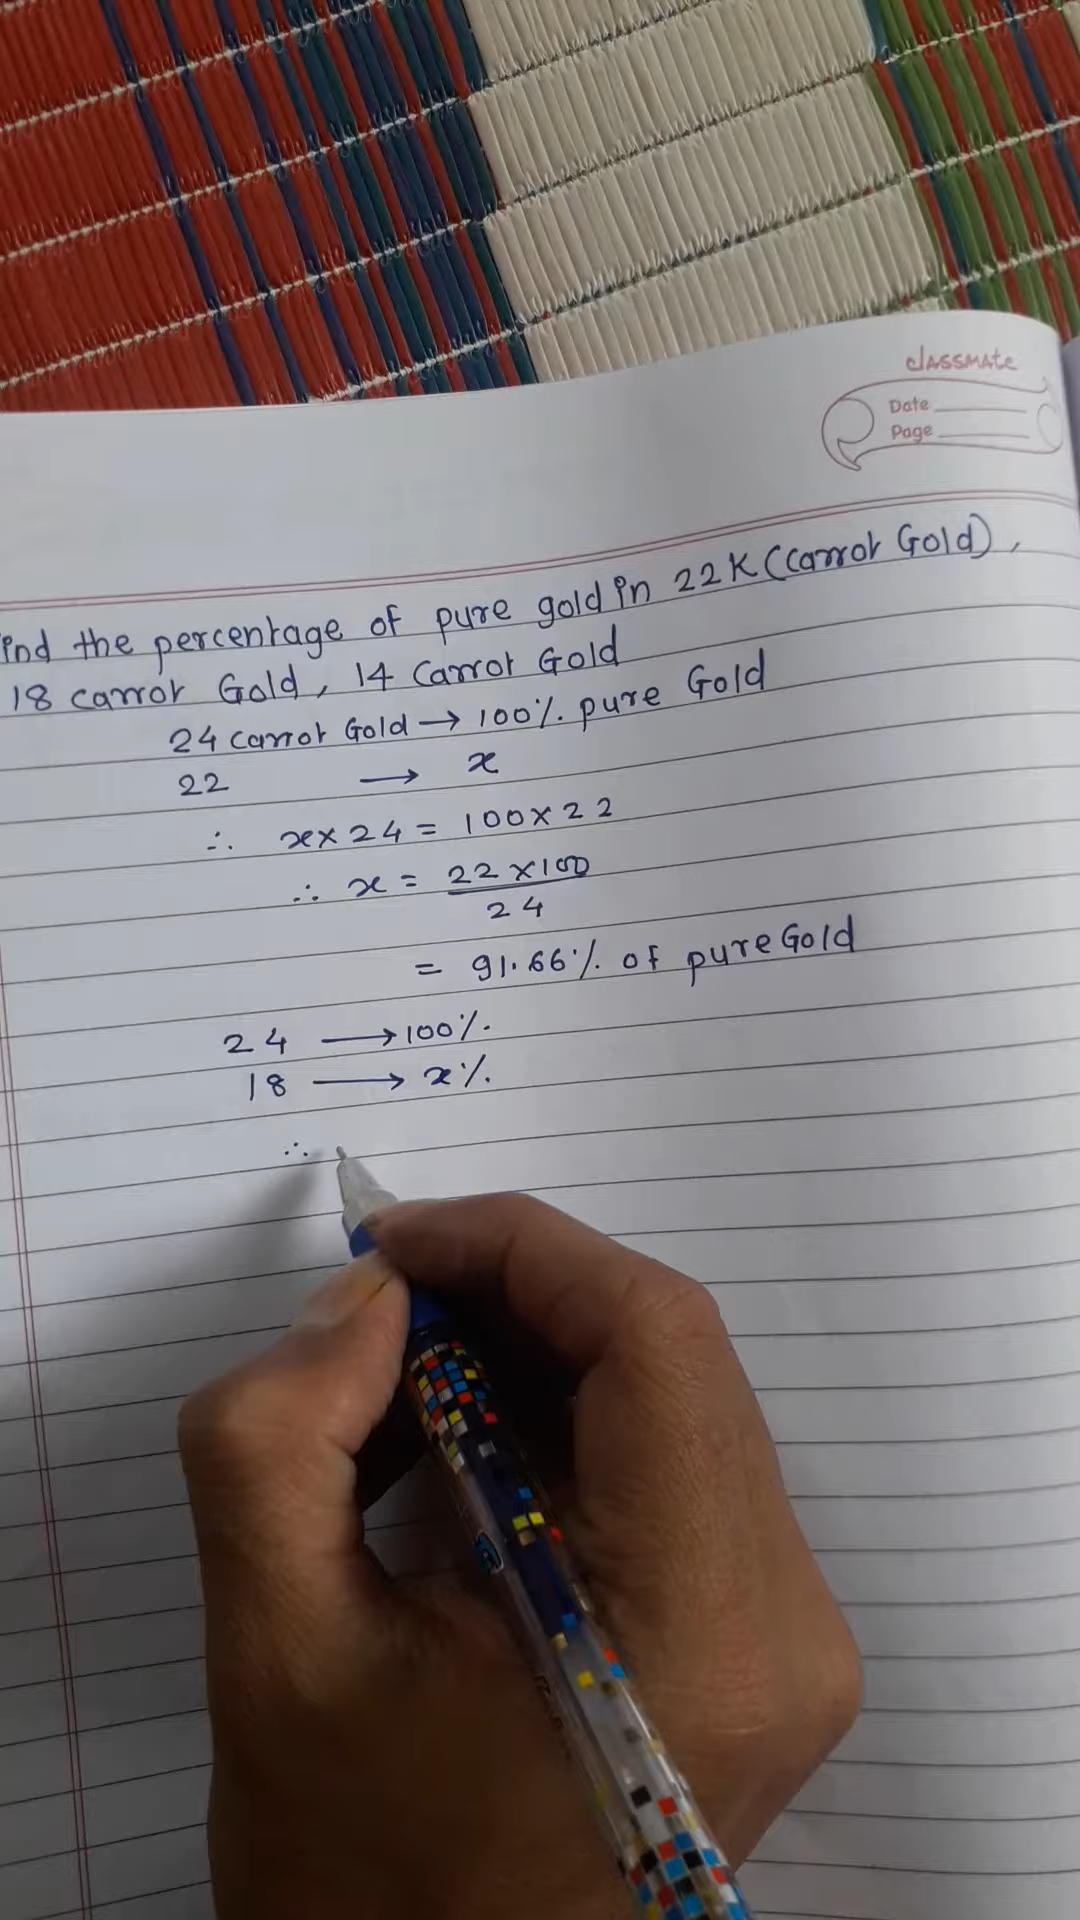 classmate
Date
Page
ind the percentage of pure gold in 22K (Carrot Gold),
18 carrot Gold, 14 Carrot Gold
24 carrot Gold → 100% pure Gold
22 → x
∴ x × 24 = 100 × 22
∴ x = 22 × 100 / 24
= 91.66% of pure Gold
24 → 100%.
18 → x%.
∴